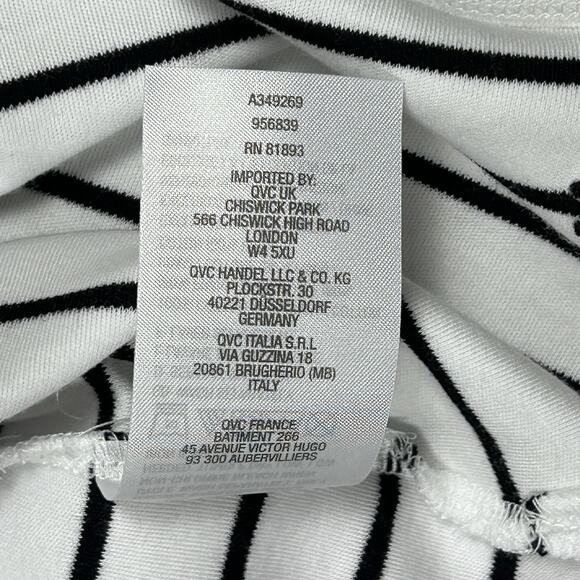 A349269
956839
RN 81893
IMPORTED BY:
QVC UK
CHISWICK PARK
566 CHISWICK HIGH ROAD
LONDON
W4 5XU
QVC HANDEL LLC & CO. KG
PLOCKSTR. 30
40221 DUSSELDORF
GERMANY
QVC ITALIA S.R.L
VIA GUZZINA 18
20861 BRUGHERIO (MB)
ITALY
QVC FRANCE
BATIMENT 266
45 AVENUE VICTOR HUGO
93 300 AUBERVILLIERS